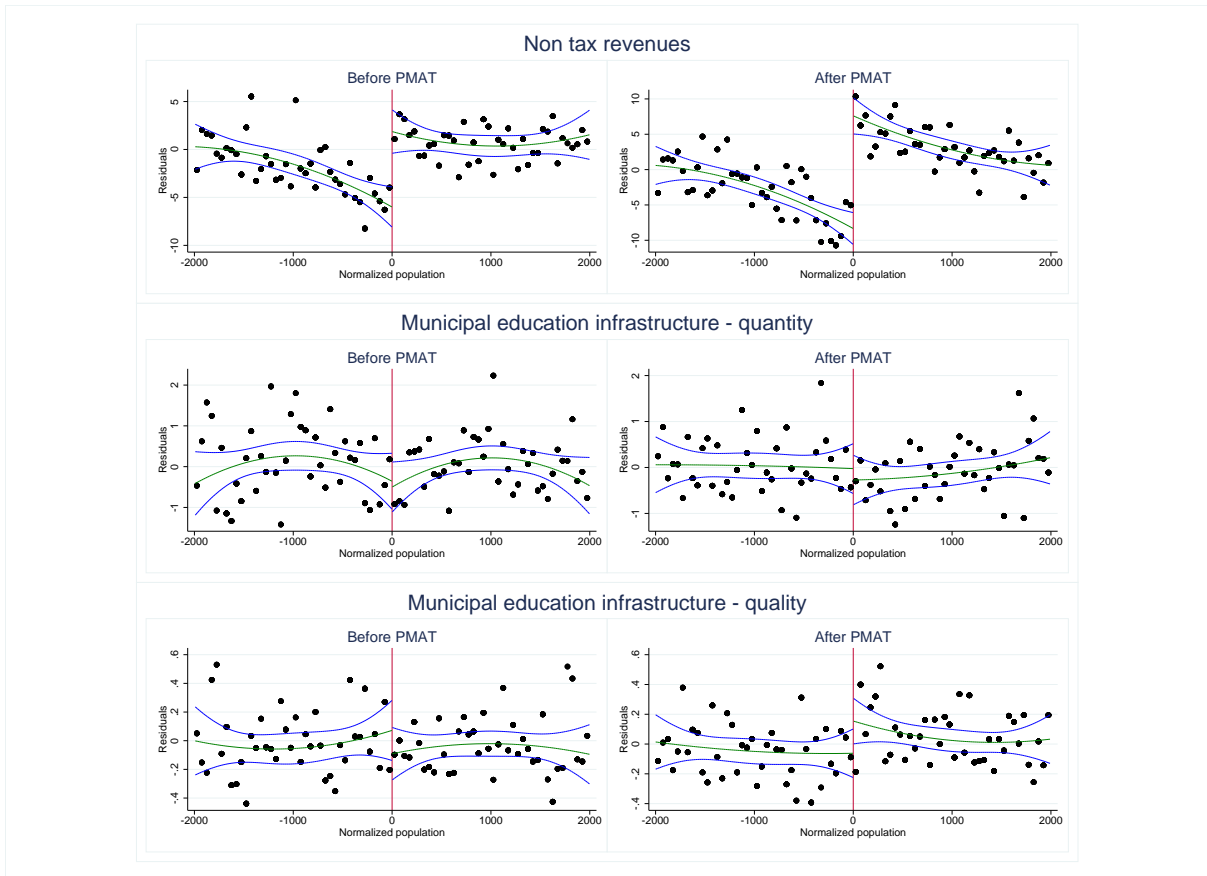 Non tax revenues
Before PMAT
Residuals
5
0
-5
-10
-2000 -1000 0 1000 2000
Normalized population
After PMAT
Residuals
10
5
0
-5
-10
-2000 -1000 0 1000 2000
Normalized population
Municipal education infrastructure - quantity
Before PMAT
Residuals
2
1
0
-1
-2000 -1000 0 1000 2000
Normalized population
After PMAT
Residuals
2
1
0
-1
-2000 -1000 0 1000 2000
Normalized population
Municipal education infrastructure - quality
Before PMAT
Residuals
.6
.4
.2
0
-.2
-.4
-2000 -1000 0 1000 2000
Normalized population
After PMAT
Residuals
.6
.4
.2
0
-.2
-.4
-2000 -1000 0 1000 2000
Normalized population